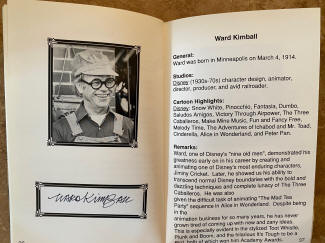 WARD KIMBALL
Ward Kimball
General:
Ward was born in Minneapolis on March 4, 1914.
Studios:
Disney (1930s-70s) character design, animator,
director, producer, and avid railroader.
Cartoon Highlights:
Disney: Snow White, Pinocchio, Fantasia, Dumbo,
Saludos Amigos, Victory Through Airpower, The Three
Caballeros, Make Mine Music, Fun and Fancy Free,
Melody Time, The Adventures of Ichabod and Mr. Toad,
Cinderella, Alice in Wonderland, and Peter Pan.
Remarks:
Ward, one of Disney's "nine old men", demonstrated his
greatness early on in his career by creating and
animating one of Disney's most enduring characters,
Jiminy Cricket. Later, he showed us his ability to
transcend normal Disney boundaries with the bold and
dazzling techniques and complete lunacy of The Three
Caballeros. He was also
given the difficult task of animating "The Mad Tea
Party" sequence in Alice in Wonderland. Despite being
in the
animation business for so many years, he has never
grown tired of coming up with new and zany ideas.
This is especially evident in the stylized Toot Whistle,
Plunk and Boom, and the hilarious It's Tough to be a
Bird, both of which won him Academy Awards.
97